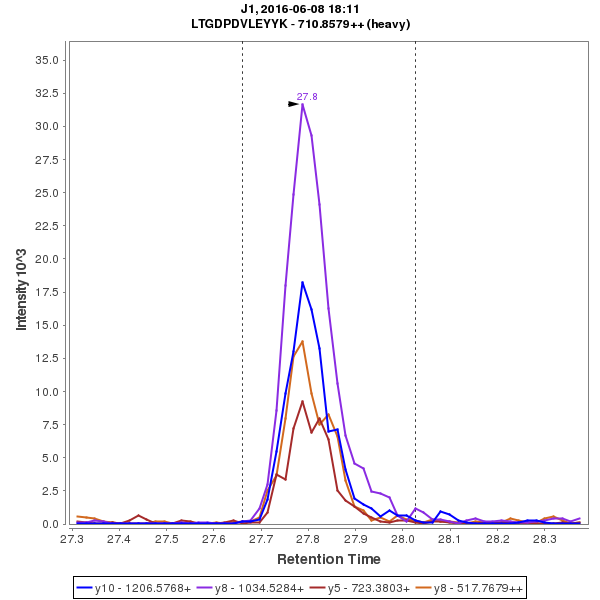 J1, 2016-06-08 18:11
LTGDPDVLEYYK - 710.8579++ (heavy)
27.8
35.0
32.5
30.0
27.5
25.0
22.5
20.0
17.5
15.0
12.5
10.0
7.5
5.0
2.5
0.0
Intensity 10^3
27.3 27.4 27.5 27.6 27.7 27.8 27.9 28.0 28.1 28.2 28.3
Retention Time
y10 - 1206.5768+ y8 - 1034.5284+ y5 - 723.3803+ y8 - 517.7679++